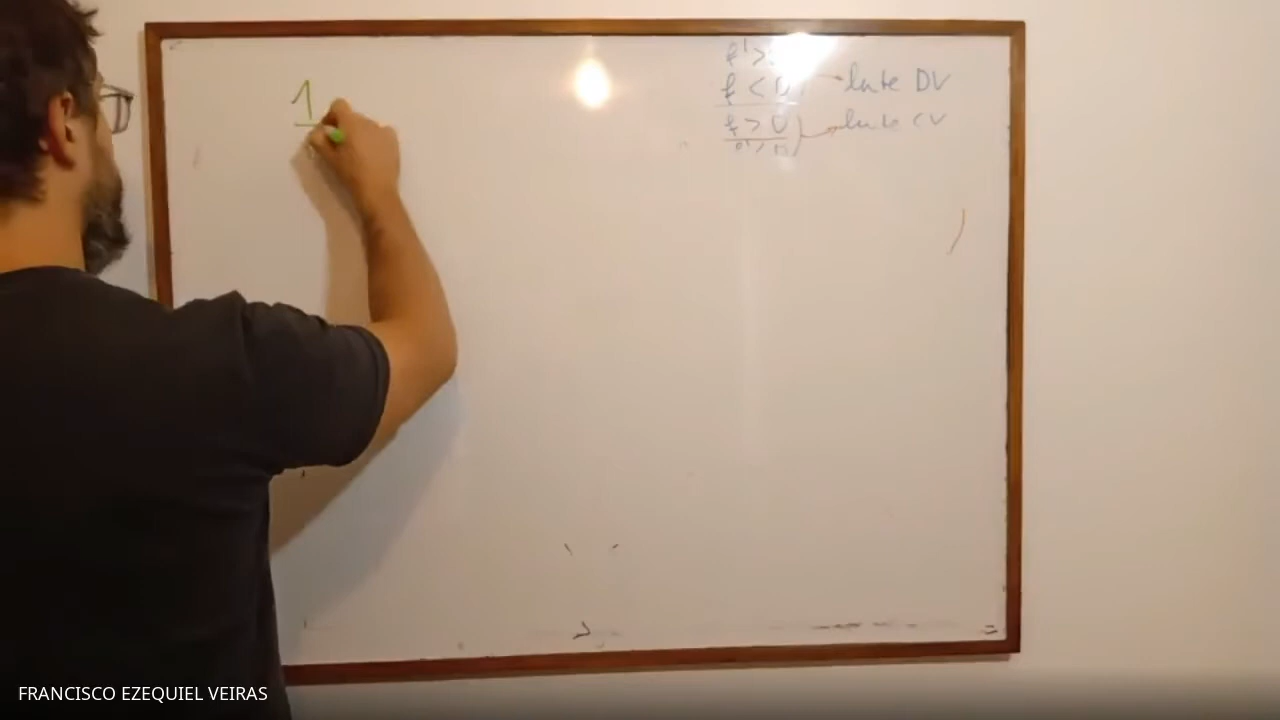 1
f' >
f < 0
lente DV
f > 0
lente CV
FRANCISCO EZEQUIEL VEIRAS